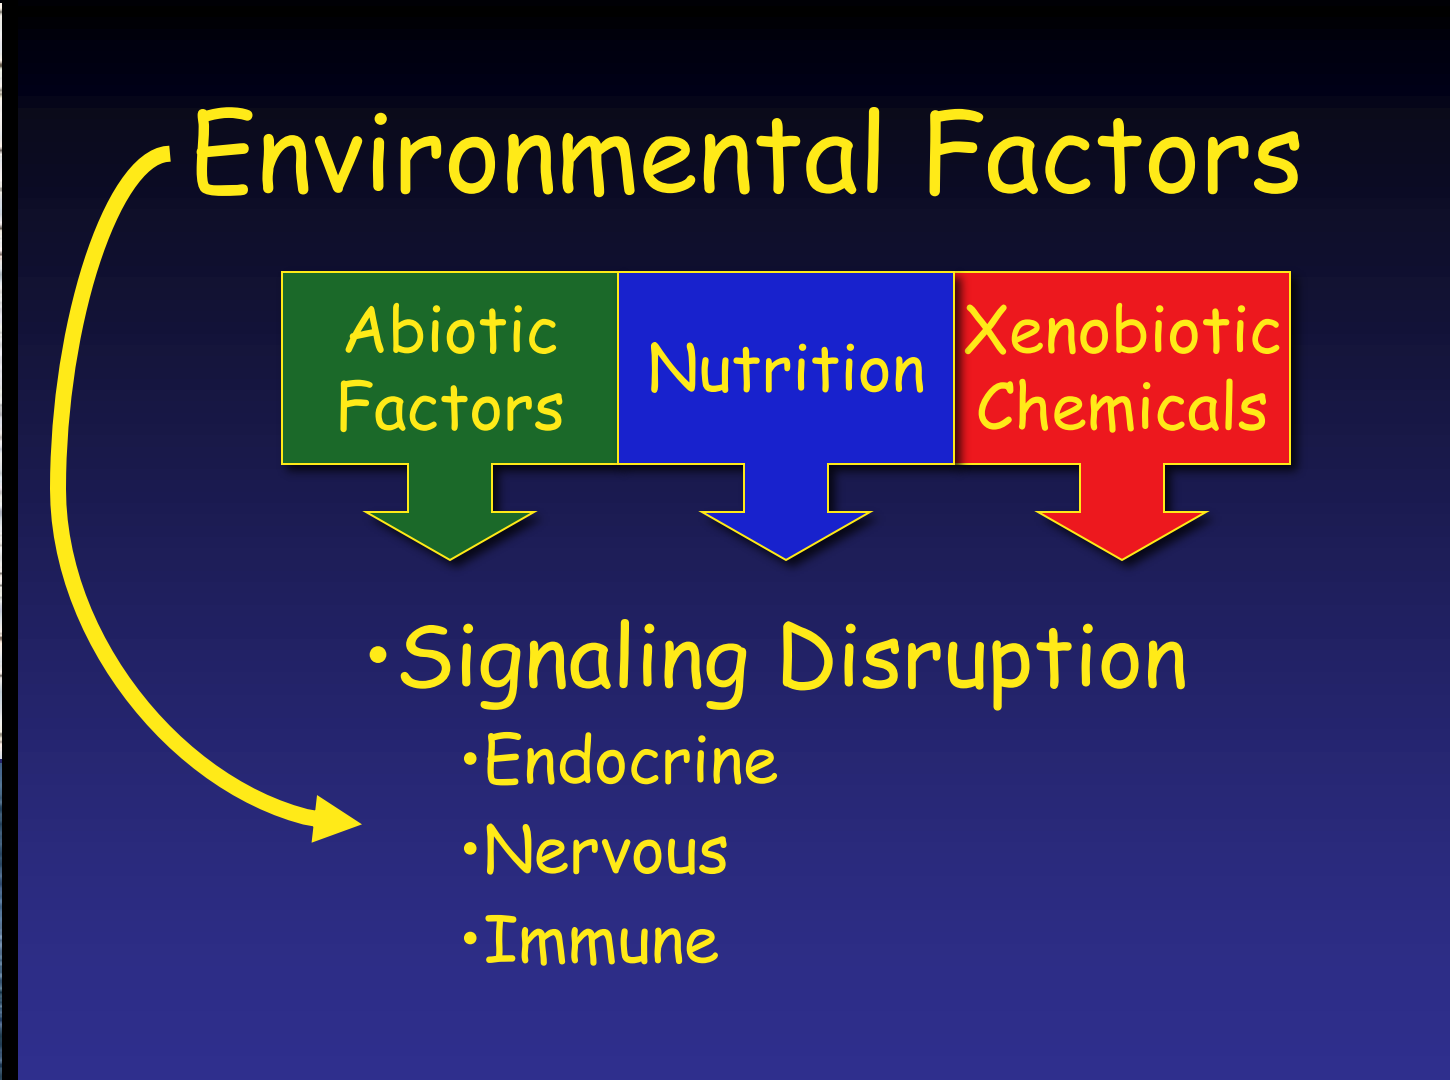 Environmental Factors
Abiotic
Factors
Nutrition
Xenobiotic
Chemicals
•Signaling Disruption
•Endocrine
•Nervous
•Immune